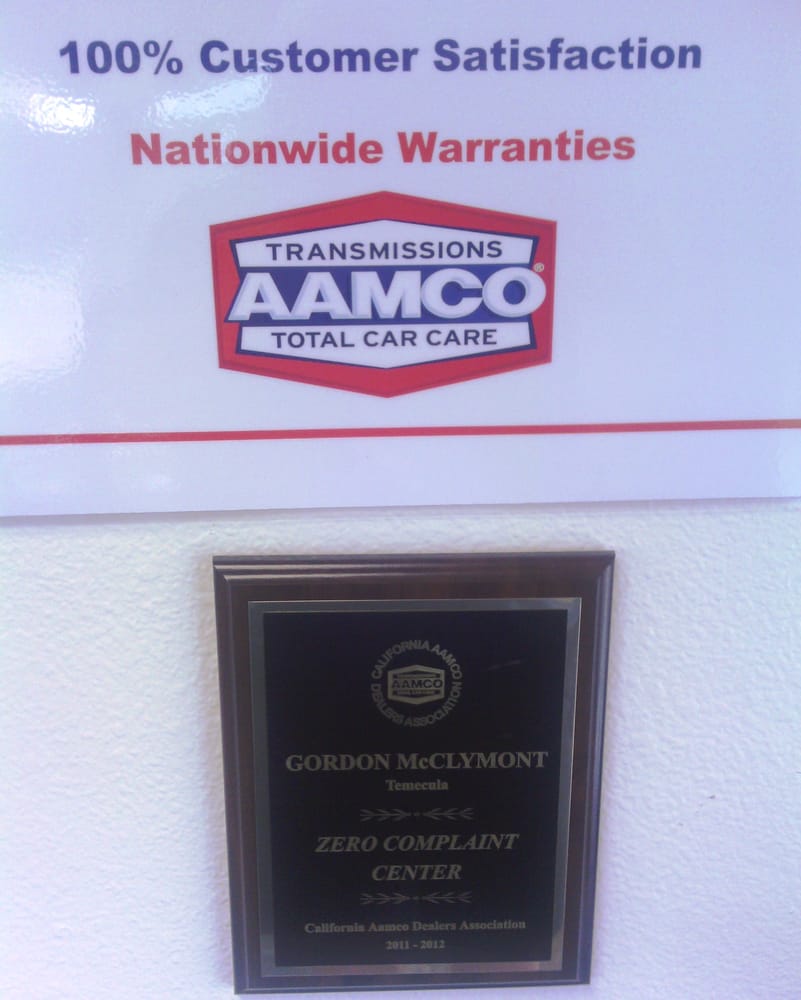 100% Customer Satisfaction
Nationwide Warranties
TRANSMISSIONS
AAMCO®
TOTAL CAR CARE
CALIFORNIA AAMCO
DEALERS ASSOCIATION
AAMCO
GORDON McCLYMONT
Temecula
ZERO COMPLAINT
CENTER
California Aamco Dealers Association
2011 - 2012